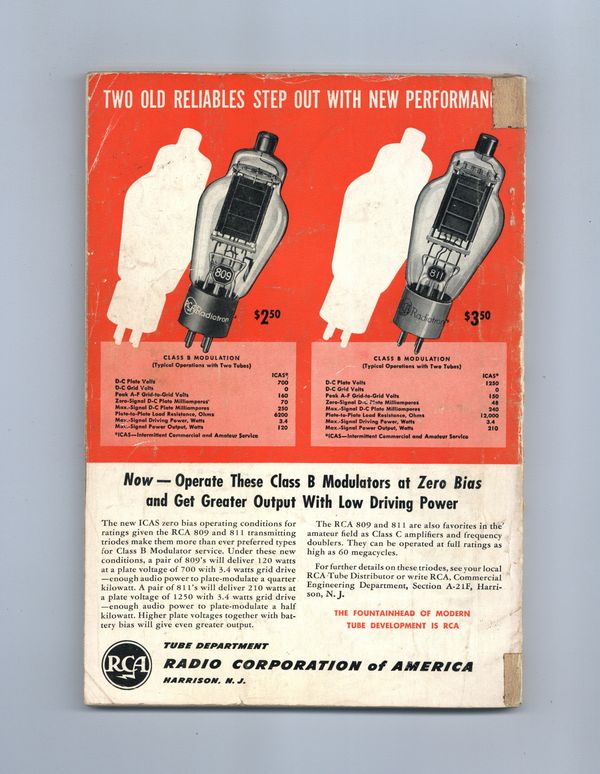 TWO OLD RELIABLES STEP OUT WITH NEW PERFORMANC
809
RCA Radiotron
$2.50
811
RCA Radiotron
$3.50
CLASS B MODULATION
(Typical Operations with Two Tubes)
ICAS*
D-C Plate Volts 700
D-C Grid Volts 0
Peak A-F Grid-to-Grid Volts 160
Zero-Signal D-C Plate Milliamperes 70
Max.-Signal D-C Plate Milliamperes 250
Plate-to-Plate Load Resistance, Ohms 6200
Max.-Signal Driving Power, Watts 3.4
Max.-Signal Power Output, Watts 120
*ICAS—Intermittent Commercial and Amateur Service
CLASS B MODULATION
(Typical Operations with Two Tubes)
ICAS*
D-C Plate Volts 1250
D-C Grid Volts 0
Peak A-F Grid-to-Grid Volts 150
Zero-Signal D-C Plate Milliamperes 48
Max.-Signal D-C Plate Milliamperes 240
Plate-to-Plate Load Resistance, Ohms 12,000
Max.-Signal Driving Power, Watts 3.4
Max.-Signal Power Output, Watts 210
*ICAS—Intermittent Commercial and Amateur Service
Now — Operate These Class B Modulators at Zero Bias
and Get Greater Output With Low Driving Power
The new ICAS zero bias operating conditions for
ratings given the RCA 809 and 811 transmitting
triodes make them more than ever preferred types
for Class B Modulator service. Under these new
conditions, a pair of 809's will deliver 120 watts
at a plate voltage of 700 with 3.4 watts grid drive
—enough audio power to plate-modulate a quarter
kilowatt. A pair of 811's will deliver 210 watts at
a plate voltage of 1250 with 3.4 watts grid drive
—enough audio power to plate-modulate a half
kilowatt. Higher plate voltages together with bat-
tery bias will give even greater output.
The RCA 809 and 811 are also favorites in the
amateur field as Class C amplifiers and frequency
doublers. They can be operated at full ratings as
high as 60 megacycles.
For further details on these triodes, see your local
RCA Tube Distributor or write RCA, Commercial
Engineering Department, Section A-21F, Harri-
son, N. J.
THE FOUNTAINHEAD OF MODERN
TUBE DEVELOPMENT IS RCA
RCA
TUBE DEPARTMENT
RADIO CORPORATION of AMERICA
HARRISON, N. J.